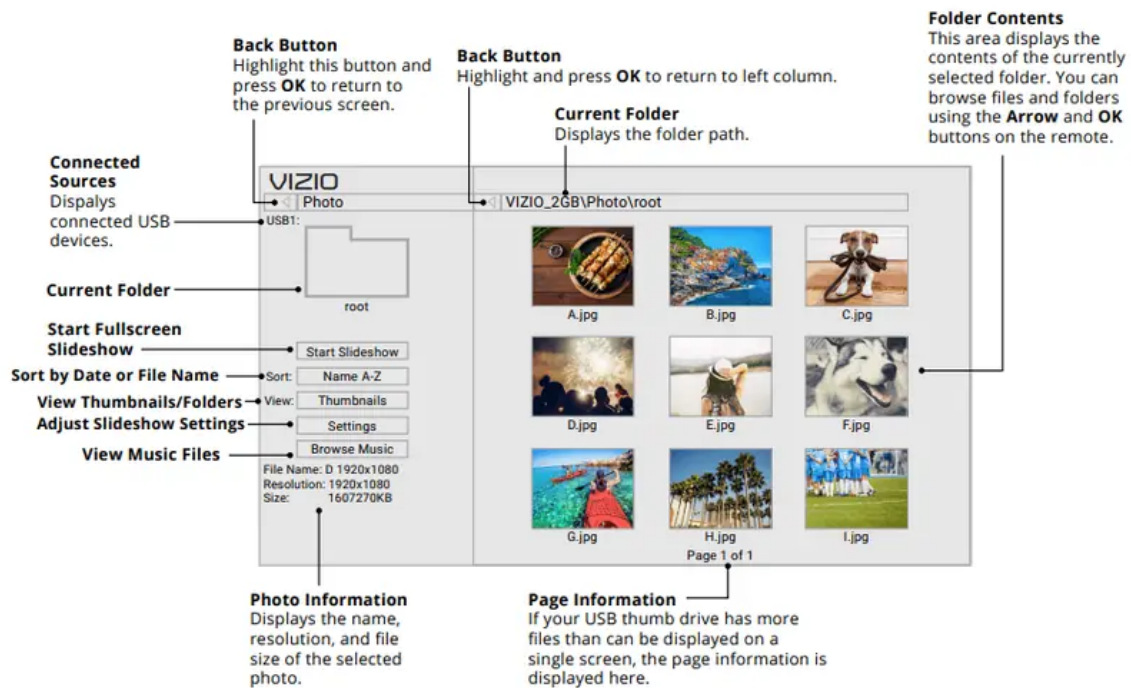 Folder Contents
This area displays the
contents of the currently
selected folder. You can
browse files and folders
using the Arrow and OK
buttons on the remote.
Back Button
Highlight this button and
press OK to return to
the previous screen.
Back Button
Highlight and press OK to return to left column.
Current Folder
Displays the folder path.
Connected
Sources
Dispalys
connected USB
devices.
Current Folder
Start Fullscreen
Slideshow
Sort by Date or File Name
View Thumbnails/Folders
Adjust Slideshow Settings
View Music Files
VIZIO
Photo
USB1:
root
Start Slideshow
Sort: Name A-Z
View: Thumbnails
Settings
Browse Music
File Name: D 1920x1080
Resolution: 1920x1080
Size: 1607270KB
VIZIO_2GB\Photo\root
A.jpg B.jpg C.jpg
D.jpg E.jpg F.jpg
G.jpg H.jpg I.jpg
Page 1 of 1
Photo Information
Displays the name,
resolution, and file
size of the selected
photo.
Page Information
If your USB thumb drive has more
files than can be displayed on a
single screen, the page information is
displayed here.